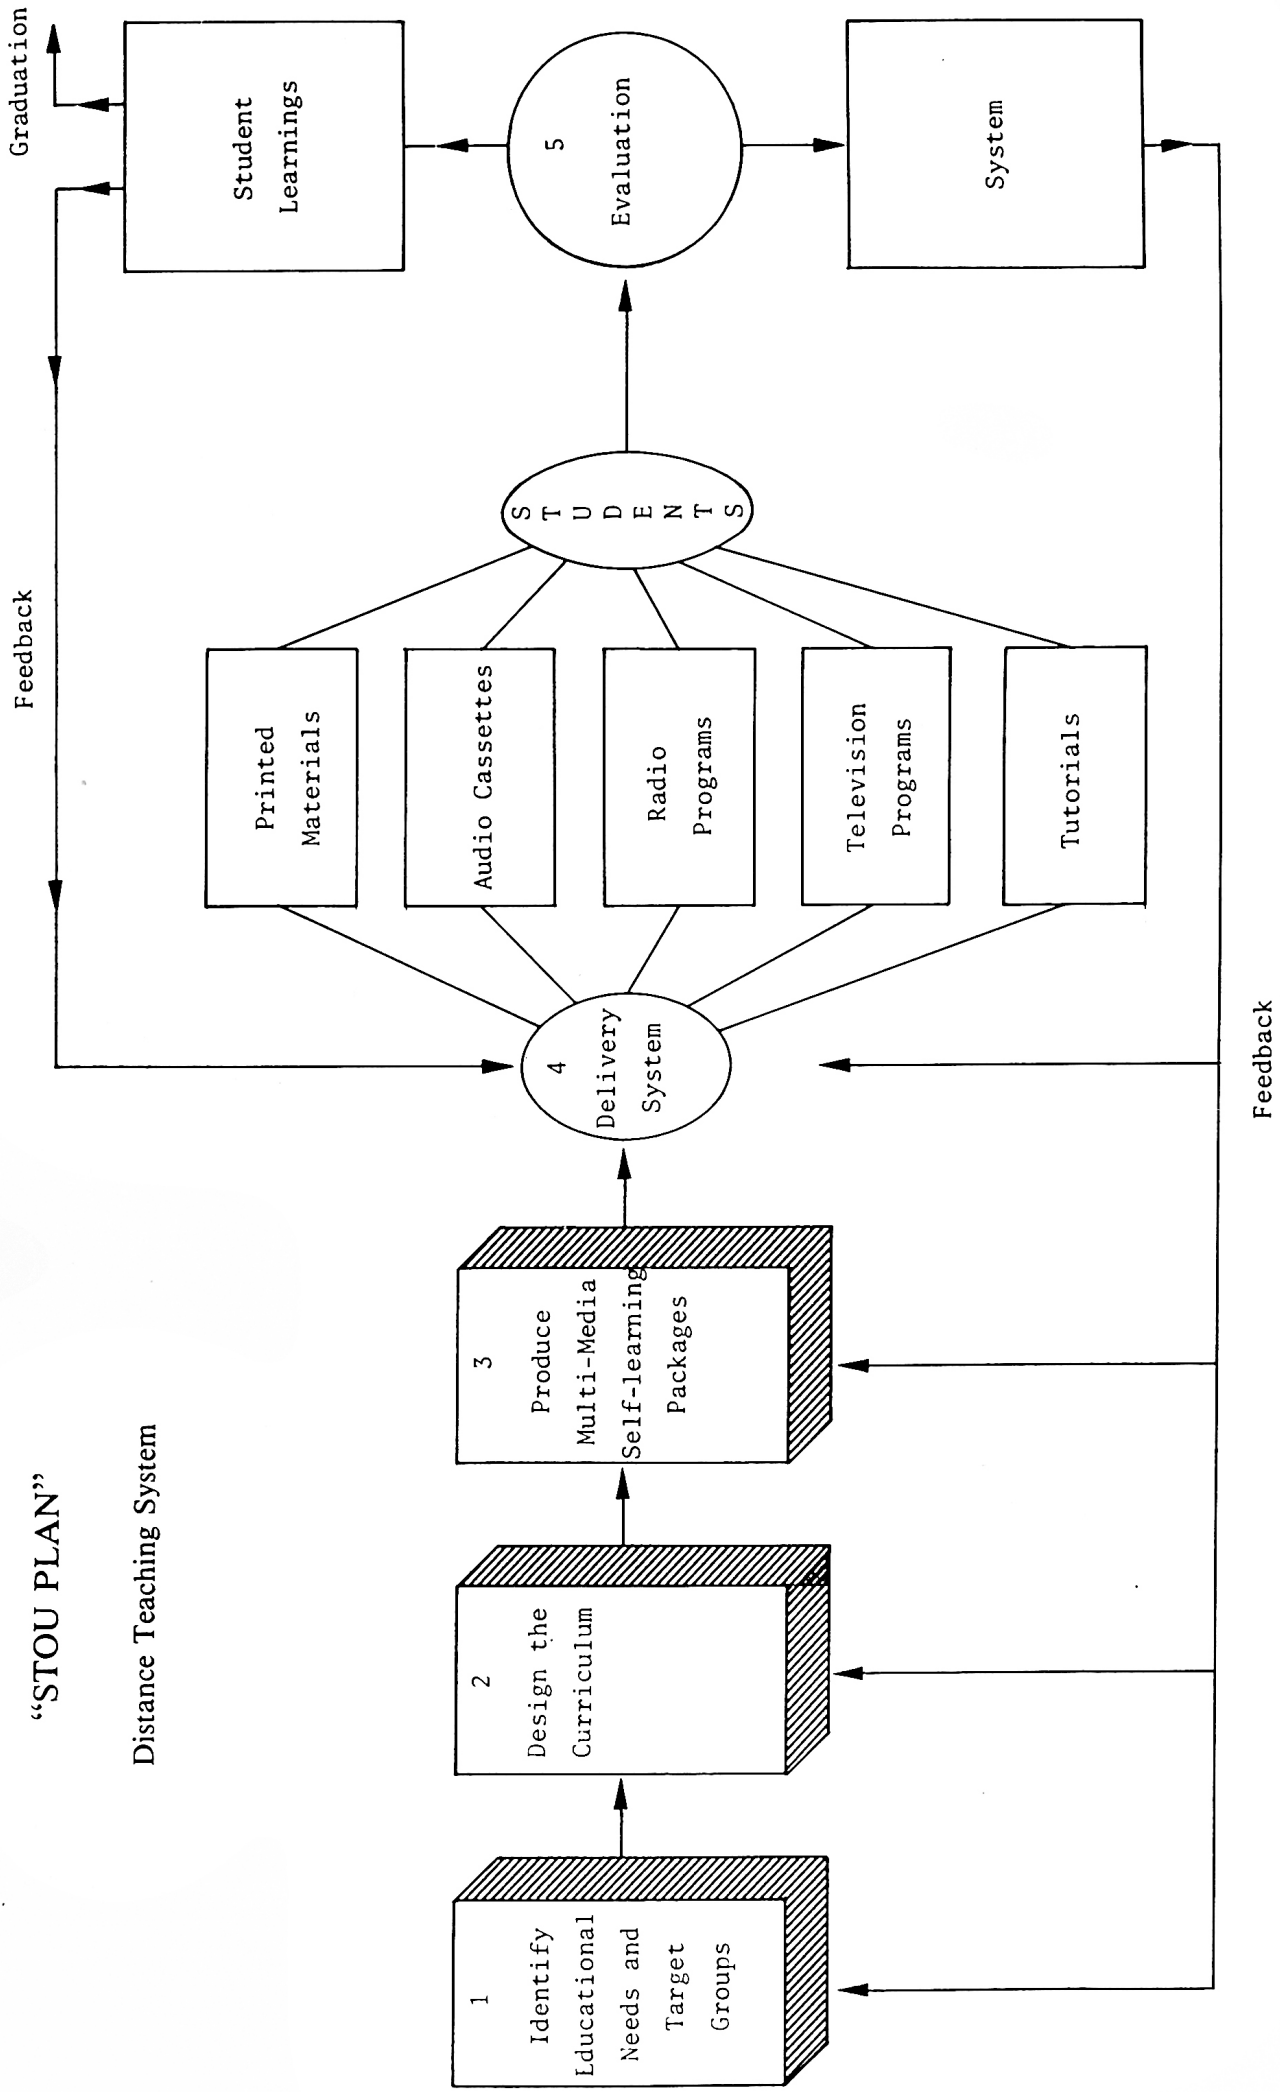 “STOU PLAN”
Distance Teaching System
1
Identify
Lducational
Needs and
Target
Groups
2
Design the
Curriculum
3
Produce
Multi-Media
Self-learning
Packages
4
Delivery
System
Printed
Materials
Audio Cassettes
Radio
Programs
Television
Programs
Tutorials
STUDENTS
5
Evaluation
Student
Learnings
System
Graduation
Feedback
Feedback